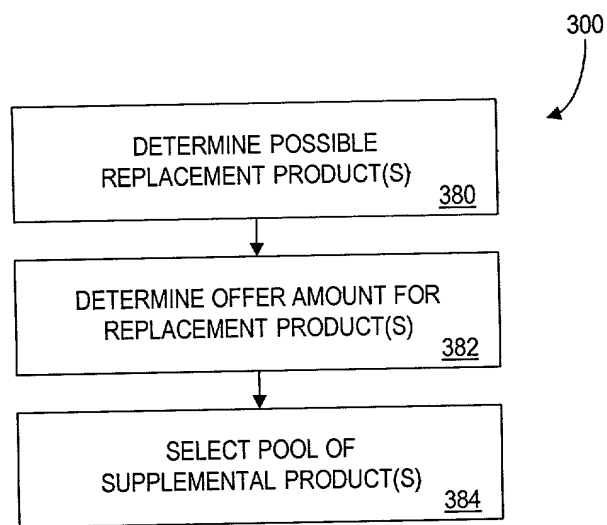 300
DETERMINE POSSIBLE
REPLACEMENT PRODUCT(S)
380
DETERMINE OFFER AMOUNT FOR
REPLACEMENT PRODUCT(S)
382
SELECT POOL OF
SUPPLEMENTAL PRODUCT(S)
384